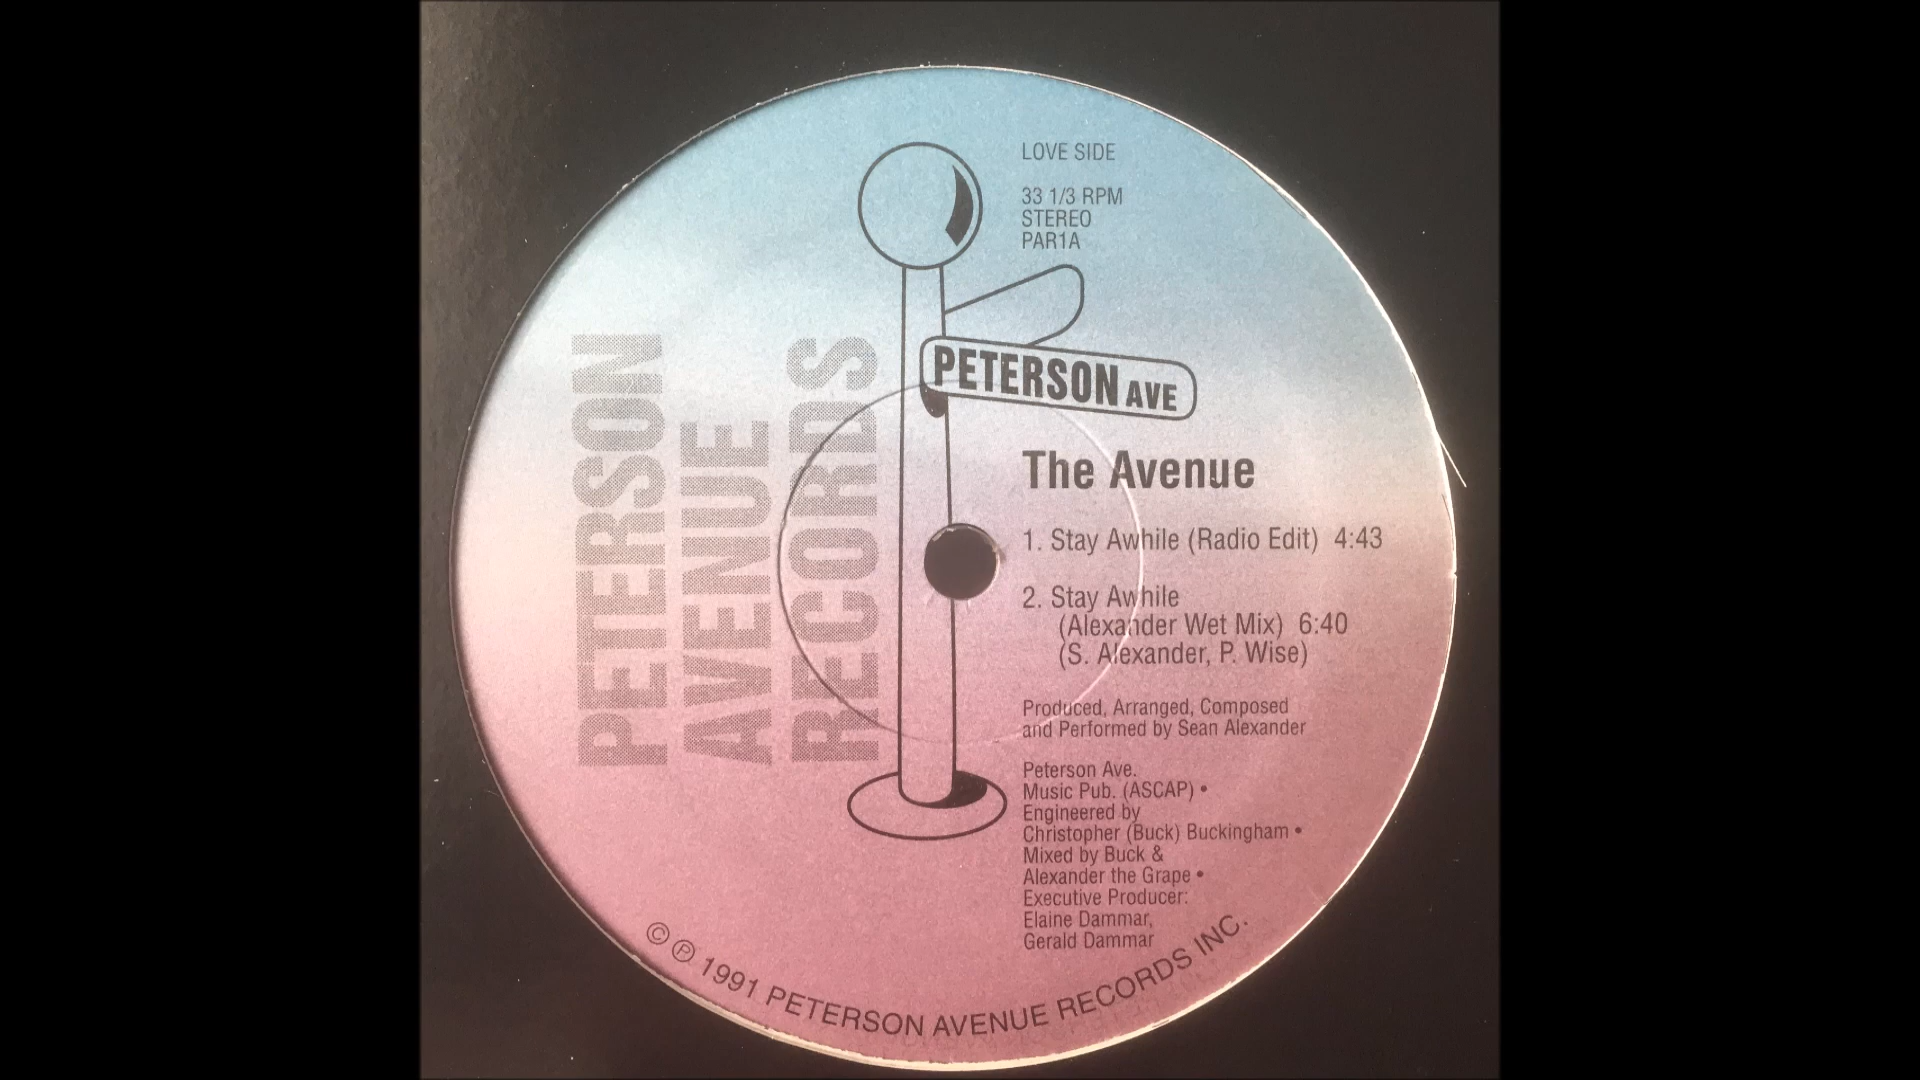 LOVE SIDE
33 1/3 RPM
STEREO
PAR1A
PETERSON AVE
PETERSON
AVENUE
RECORDS
The Avenue
1. Stay Awhile (Radio Edit) 4:43
2. Stay Awhile
(Alexander Wet Mix) 6:40
(S. Alexander, P. Wise)
Produced, Arranged, Composed
and Performed by Sean Alexander
Peterson Ave.
Music Pub. (ASCAP) •
Engineered by
Christopher (Buck) Buckingham •
Mixed by Buck &
Alexander the Grape •
Executive Producer:
Elaine Dammar,
Gerald Dammar
© ℗ 1991 PETERSON AVENUE RECORDS INC.